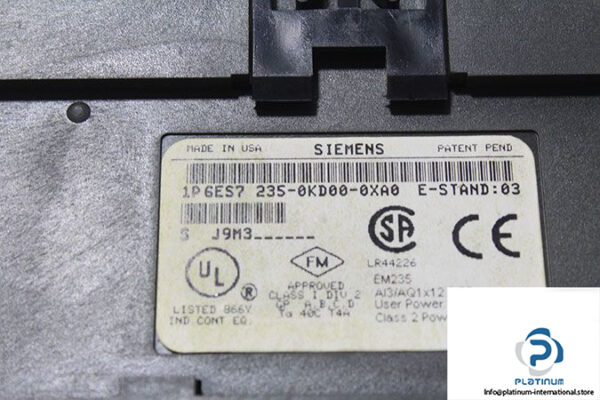 MADE IN USA SIEMENS PATENT PEND
1P 6ES7 235-0KD00-0XA0 E-STAND:03
S J9M3______
UL
®
LISTED 866V
IND.CONT EQ.
FM
APPROVED
CLASS I DIV 2
GP A,B,C,D
Ta 40C T4A
SA
CE
LR44226
EM235
AI3/AQ1x12
User Power
Class 2 Pow
PLATINUM
Info@platinum-international.store